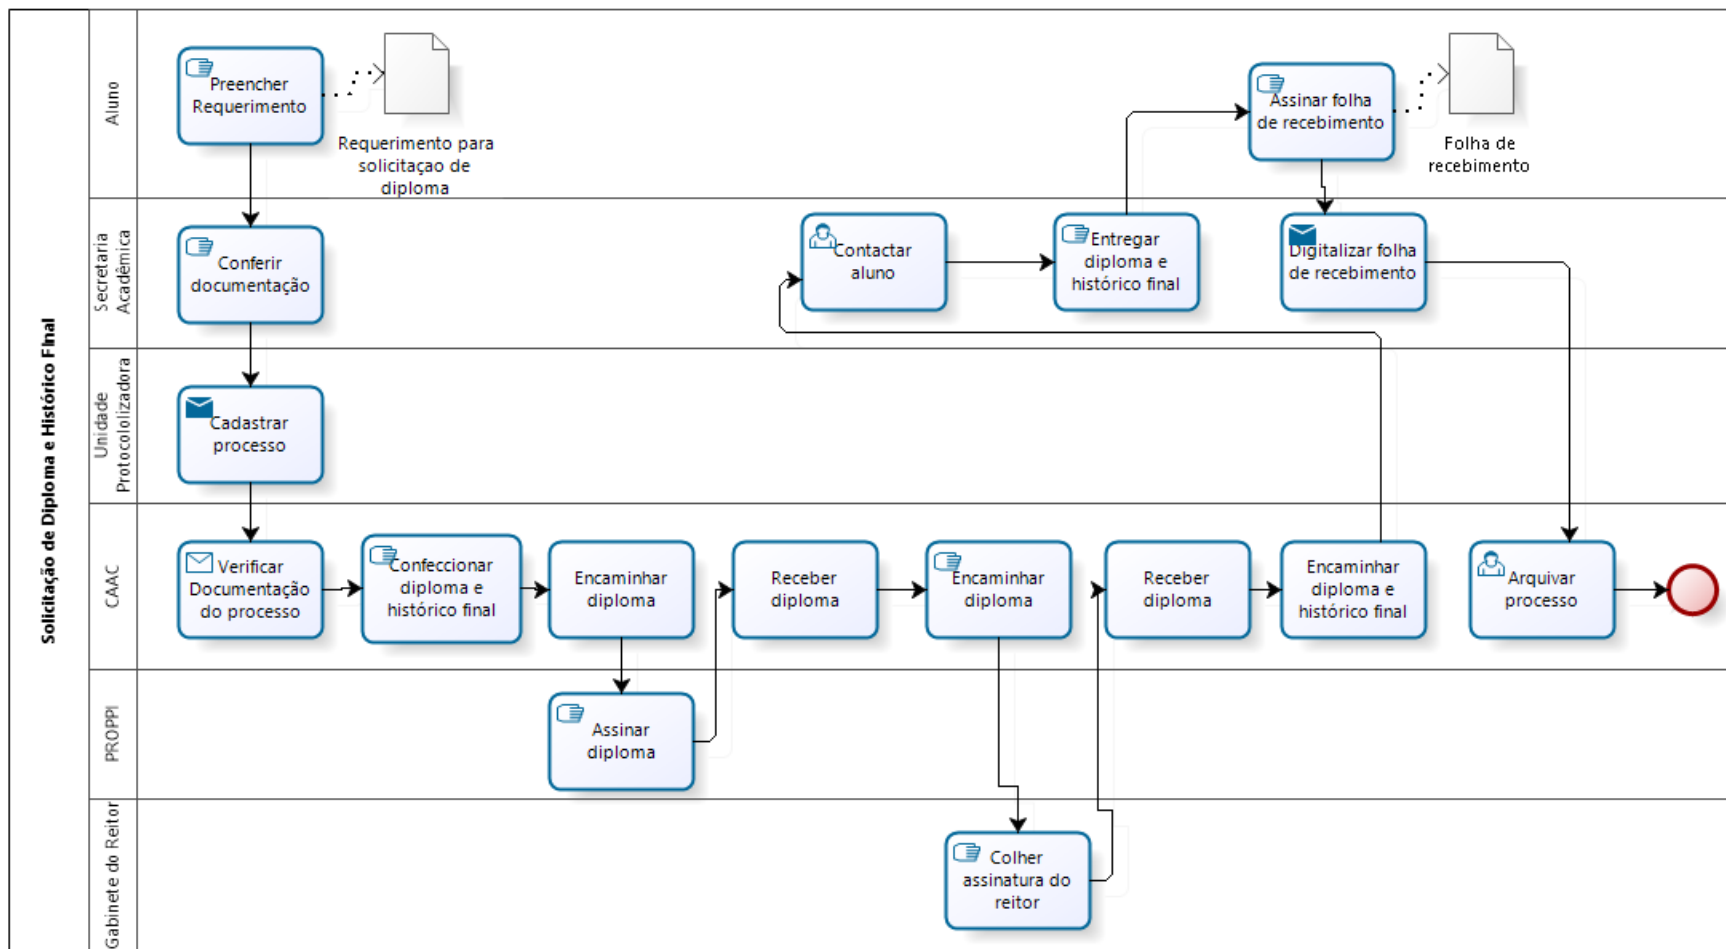 Solicitação de Diploma e Histórico FInal
Aluno
Preencher
Requerimento
Requerimento para
solicitaçao de
diploma
Assinar folha
de recebimento
Folha de
recebimento
Secretaria
Acadêmica
Conferir
documentação
Contactar
aluno
Entregar
diploma e
histórico final
Digitalizar folha
de recebimento
Unidade
Protocololizadora
Cadastrar
processo
CAAC
Verificar
Documentação
do processo
Confeccionar
diploma e
histórico final
Encaminhar
diploma
Receber
diploma
Encaminhar
diploma
Receber
diploma
Encaminhar
diploma e
histórico final
Arquivar
processo
PROPPI
Assinar
diploma
Gabinete do Reitor
Colher
assinatura do
reitor